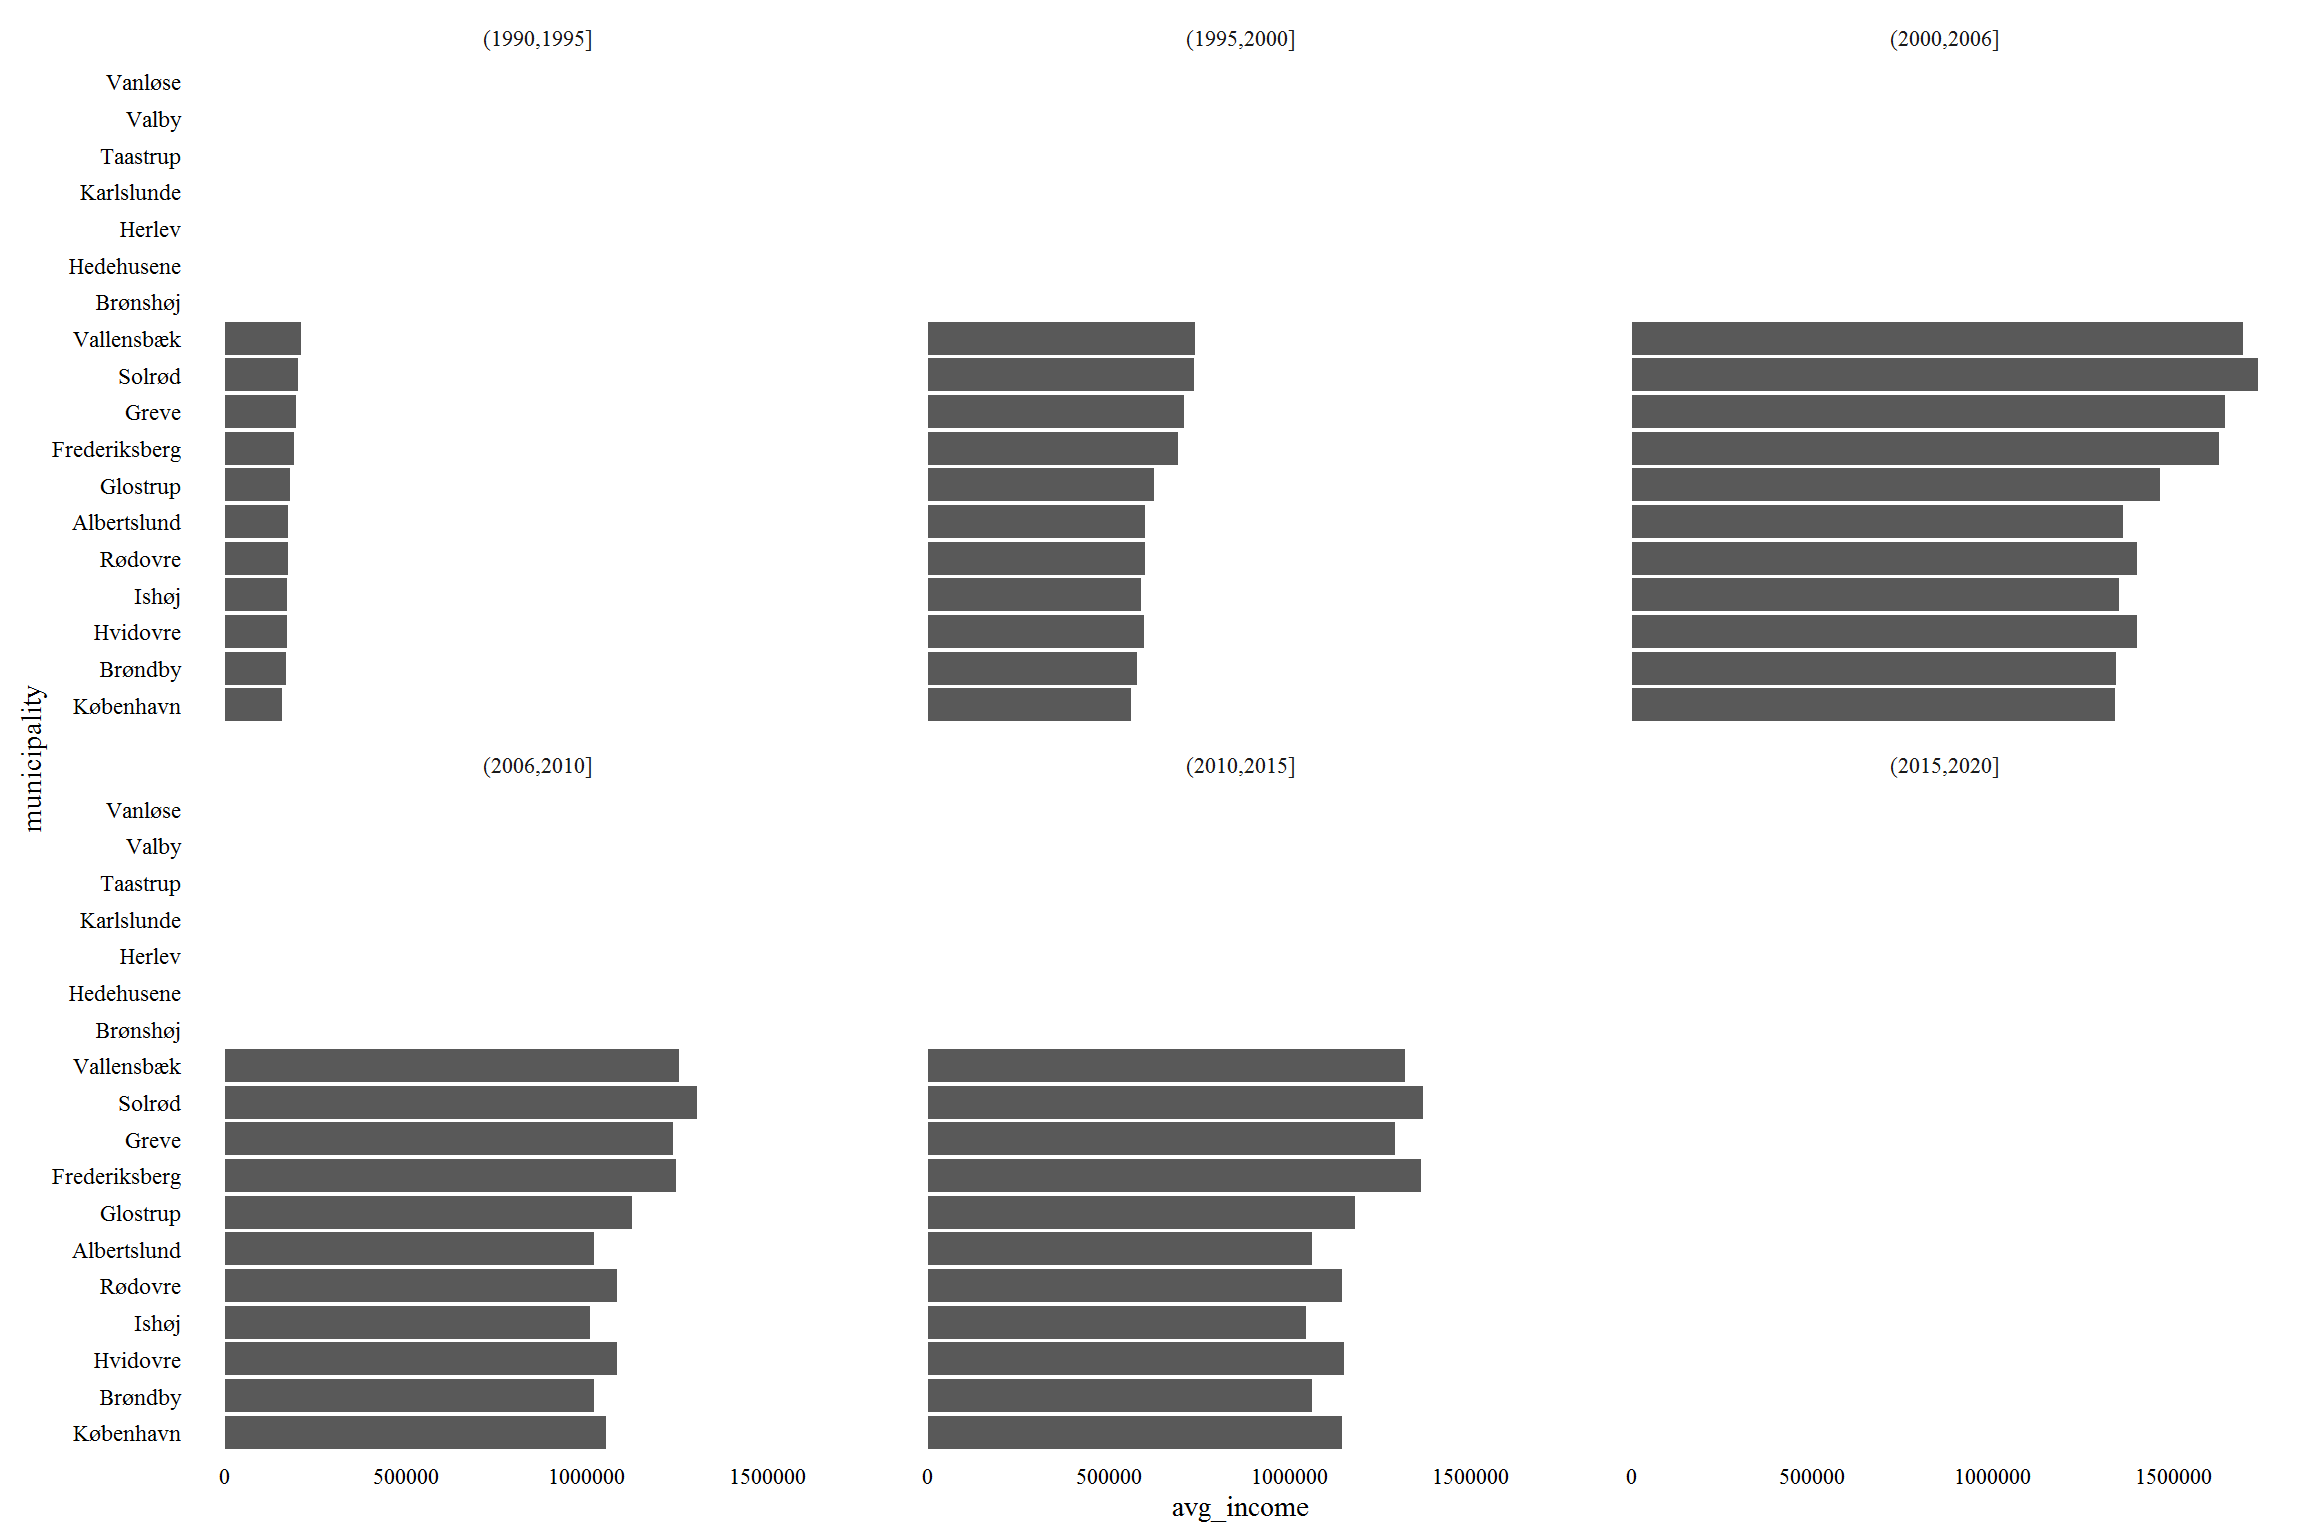 (1990,1995]
(1995,2000]
(2000,2006]
Vanløse
Valby
Taastrup
Karlslunde
Herlev
Hedehusene
Brønshøj
Vallensbæk
Solrød
Greve
Frederiksberg
Glostrup
Albertslund
Rødovre
Ishøj
Hvidovre
Brøndby
København
municipality
(2006,2010]
(2010,2015]
(2015,2020]
Vanløse
Valby
Taastrup
Karlslunde
Herlev
Hedehusene
Brønshøj
Vallensbæk
Solrød
Greve
Frederiksberg
Glostrup
Albertslund
Rødovre
Ishøj
Hvidovre
Brøndby
København
0 500000 1000000 1500000
0 500000 1000000 1500000
0 500000 1000000 1500000
avg_income